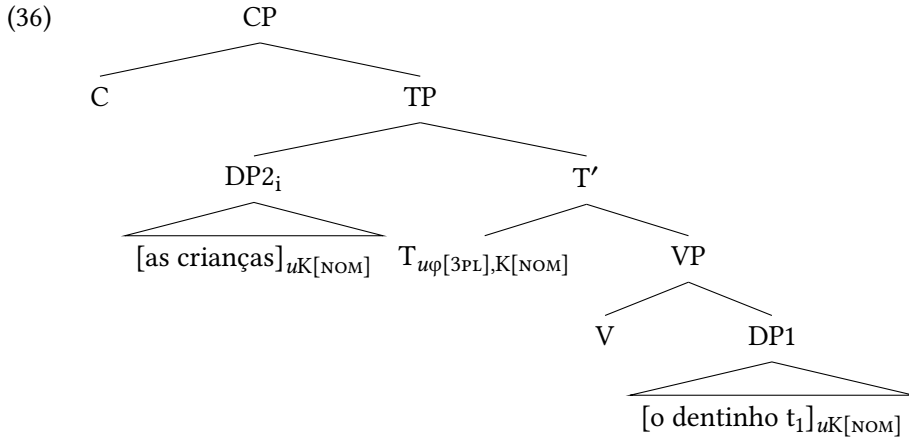 (36) CP
C TP
DP2i T′
[as crianças]uK[NOM] Tuφ[3PL],K[NOM] VP
V DP1
[o dentinho t1]uK[NOM]